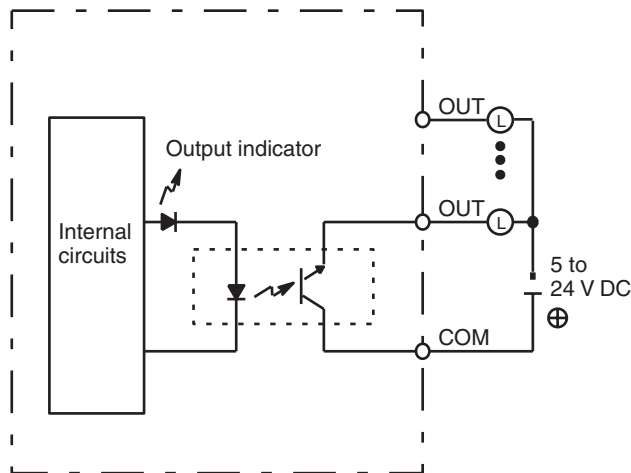 OUT
L
Output indicator
OUT
L
Internal
circuits
5 to
24 V DC
COM